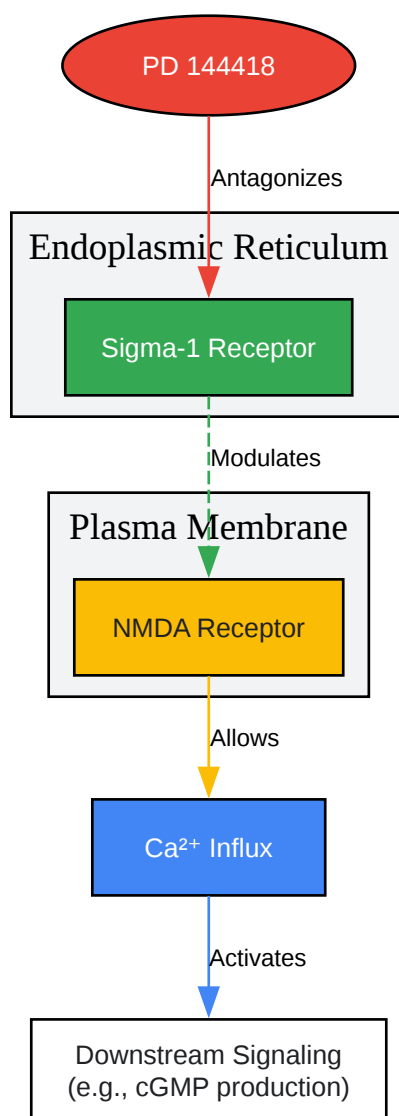 PD 144418
Antagonizes
Endoplasmic Reticulum
Sigma-1 Receptor
Modulates
Plasma Membrane
NMDA Receptor
Allows
Ca²⁺ Influx
Activates
Downstream Signaling
(e.g., cGMP production)